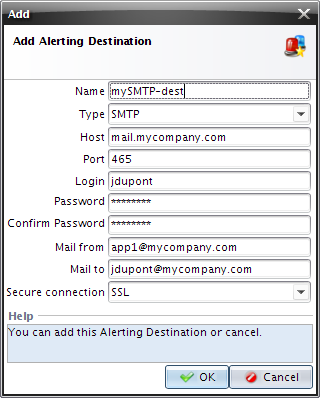 Add
Add Alerting Destination
Name mySMTP-dest
Type SMTP
Host mail.mycompany.com
Port 465
Login jdupont
Password ********
Confirm Password ********
Mail from app1@mycompany.com
Mail to jdupont@mycompany.com
Secure connection SSL
Help
You can add this Alerting Destination or cancel.
OK Cancel